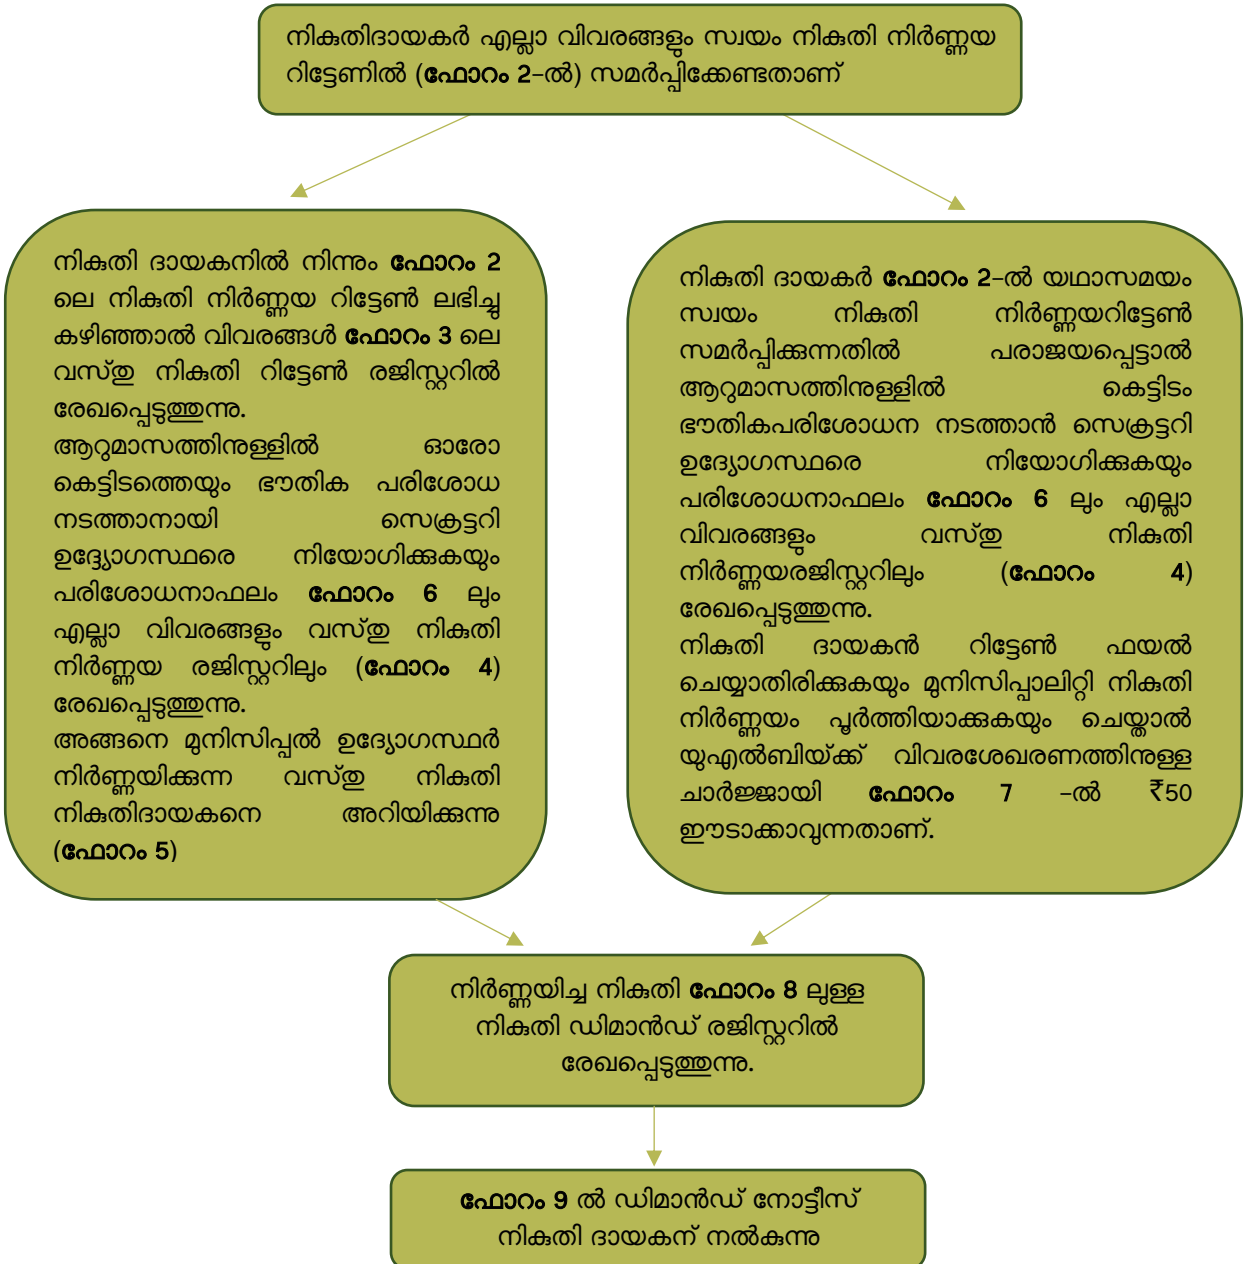 നികുതിദായകർ എല്ലാ വിവരങ്ങളും സ്വയം നികുതി നിർണ്ണയ
റിട്ടേണിൽ (ഫോറം 2-ൽ) സമർപ്പിക്കേണ്ടതാണ്
നികുതി ദായകനിൽ നിന്നും ഫോറം 2
ലെ നികുതി നിർണ്ണയ റിട്ടേൺ ലഭിച്ചു
കഴിഞ്ഞാൽ വിവരങ്ങൾ ഫോറം 3 ലെ
വസ്തു നികുതി റിട്ടേൺ രജിസ്റ്ററിൽ
രേഖപ്പെടുത്തുന്നു.
ആറുമാസത്തിനുള്ളിൽ ഓരോ
കെട്ടിടത്തെയും ഭൗതിക പരിശോധ
നടത്താനായി സെക്രട്ടറി
ഉദ്ദ്യോഗസ്ഥരെ നിയോഗിക്കുകയും
പരിശോധനാഫലം ഫോറം 6 ലും
എല്ലാ വിവരങ്ങളും വസ്തു നികുതി
നിർണ്ണയ രജിസ്റ്ററിലും (ഫോറം 4)
രേഖപ്പെടുത്തുന്നു.
അങ്ങനെ മുനിസിപ്പൽ ഉദ്യോഗസ്ഥർ
നിർണ്ണയിക്കുന്ന വസ്തു നികുതി
നികുതിദായകനെ അറിയിക്കുന്നു
(ഫോറം 5)
നികുതി ദായകർ ഫോറം 2-ൽ യഥാസമയം
സ്വയം നികുതി നിർണ്ണയറിട്ടേൺ
സമർപ്പിക്കുന്നതിൽ പരാജയപ്പെട്ടാൽ
ആറുമാസത്തിനുള്ളിൽ കെട്ടിടം
ഭൗതികപരിശോധന നടത്താൻ സെക്രട്ടറി
ഉദ്യോഗസ്ഥരെ നിയോഗിക്കുകയും
പരിശോധനാഫലം ഫോറം 6 ലും എല്ലാ
വിവരങ്ങളും വസ്തു നികുതി
നിർണ്ണയരജിസ്റ്ററിലും (ഫോറം 4)
രേഖപ്പെടുത്തുന്നു.
നികുതി ദായകൻ റിട്ടേൺ ഫയൽ
ചെയ്യാതിരിക്കുകയും മുനിസിപ്പാലിറ്റി നികുതി
നിർണ്ണയം പൂർത്തിയാക്കുകയും ചെയ്താൽ
യുഎൽബിയ്ക്ക് വിവരശേഖരണത്തിനുള്ള
ചാർജ്ജായി ഫോറം 7 -ൽ ₹50
ഈടാക്കാവുന്നതാണ്.
നിർണ്ണയിച്ച നികുതി ഫോറം 8 ലുള്ള
നികുതി ഡിമാൻഡ് രജിസ്റ്ററിൽ
രേഖപ്പെടുത്തുന്നു.
ഫോറം 9 ൽ ഡിമാൻഡ് നോട്ടീസ്
നികുതി ദായകന് നൽകുന്നു